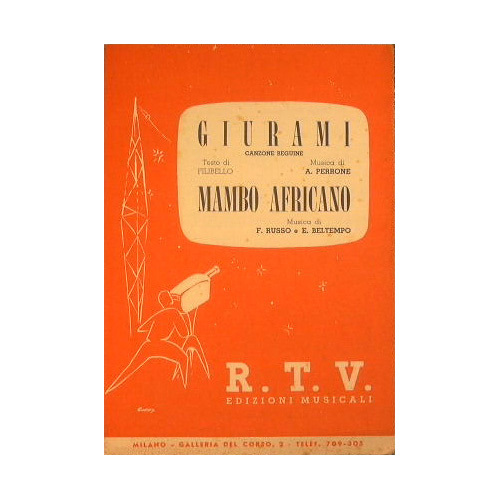 GIURAMI
CANZONE BEGUINE
Testo di Musica di
FILIBELLO A. PERRONE
MAMBO AFRICANO
Musica di
F. RUSSO e E. BELTEMPO
R. T. V.
EDIZIONI MUSICALI
MILANO - GALLERIA DEL CORSO, 2 - TELEF. 709-305